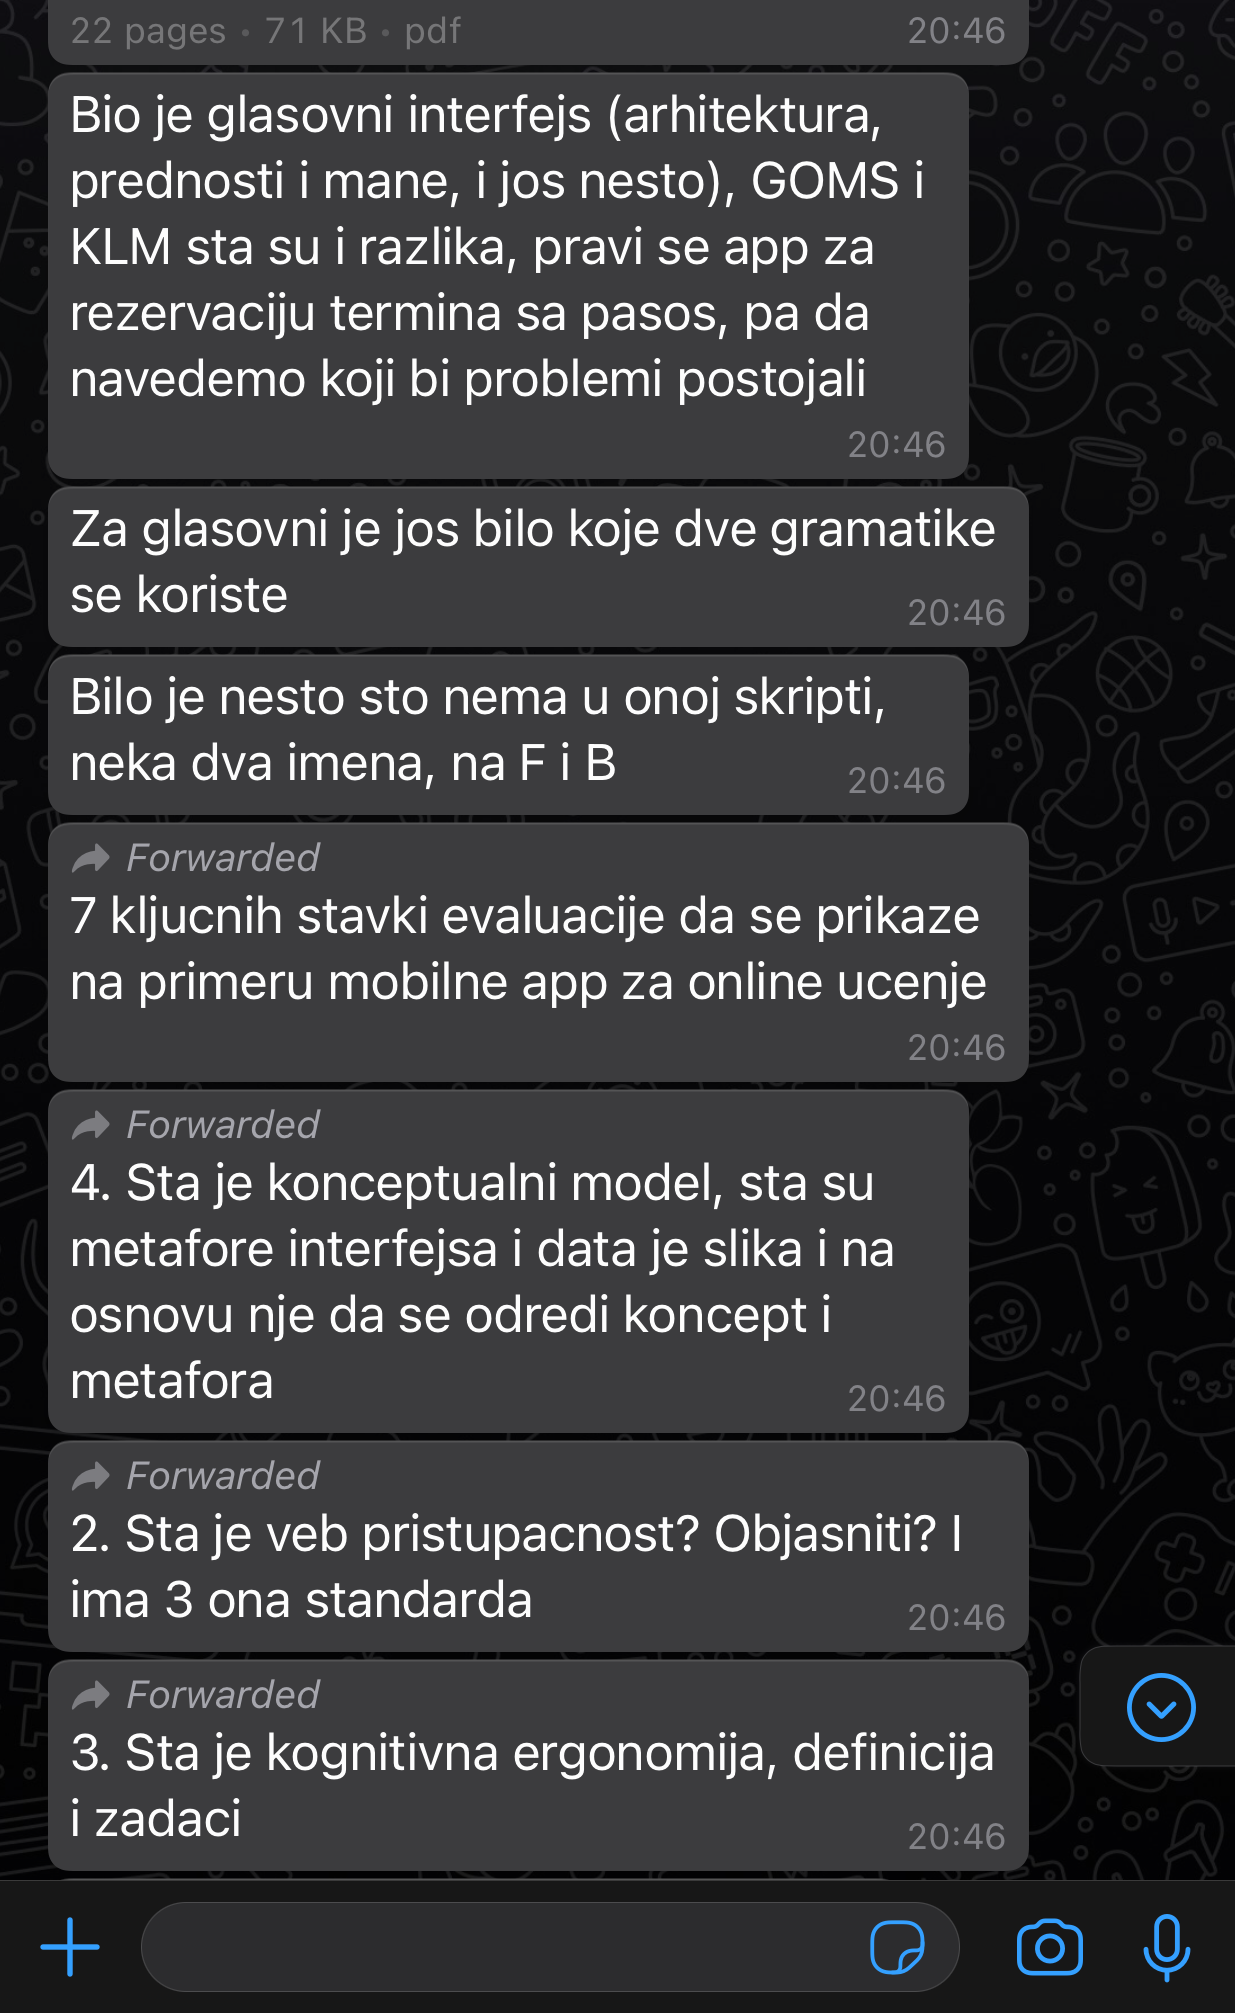 22 pages • 71 KB • pdf 20:46
Bio je glasovni interfejs (arhitektura,
prednosti i mane, i jos nesto), GOMS i
KLM sta su i razlika, pravi se app za
rezervaciju termina sa pasos, pa da
navedemo koji bi problemi postojali
20:46
Za glasovni je jos bilo koje dve gramatike
se koriste 20:46
Bilo je nesto sto nema u onoj skripti,
neka dva imena, na F i B 20:46
Forwarded
7 kljucnih stavki evaluacije da se prikaze
na primeru mobilne app za online ucenje
20:46
Forwarded
4. Sta je konceptualni model, sta su
metafore interfejsa i data je slika i na
osnovu nje da se odredi koncept i
metafora 20:46
Forwarded
2. Sta je veb pristupacnost? Objasniti? I
ima 3 ona standarda 20:46
Forwarded
3. Sta je kognitivna ergonomija, definicija
i zadaci 20:46